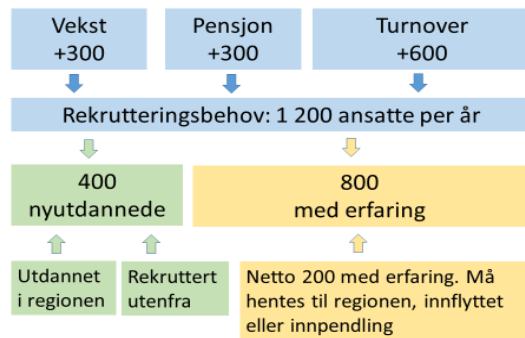 Vekst
+300
Pensjon
+300
Turnover
+600
Rekrutteringsbehov: 1 200 ansatte per år
400
nyutdannede
800
med erfaring
Utdannet
i regionen
Rekruttert
utenfra
Netto 200 med erfaring. Må
hentes til regionen, innflyttet
eller innpendling